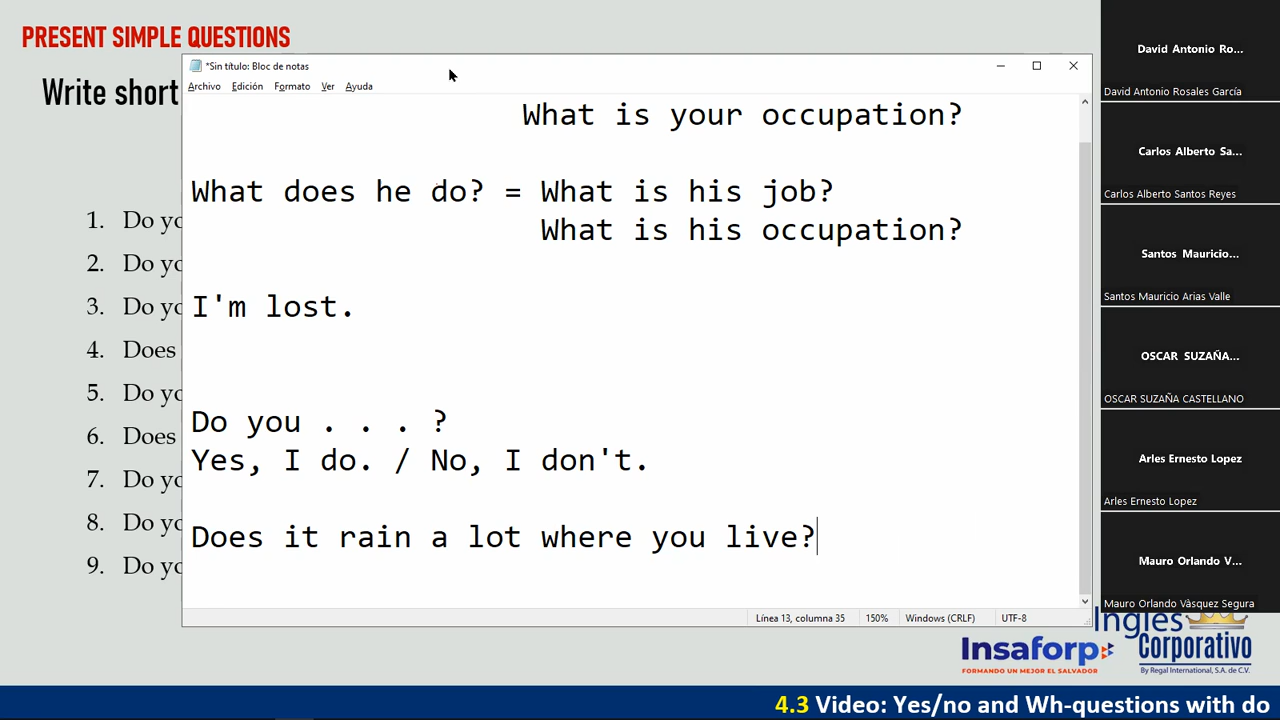 PRESENT SIMPLE QUESTIONS
Write short
1. Do yo
2. Do yo
3. Do yo
4. Does
5. Do yo
6. Does
7. Do yo
8. Do yo
9. Do yo
*Sin título: Bloc de notas
Archivo Edición Formato Ver Ayuda
What is your occupation?
What does he do? = What is his job?
What is his occupation?
I'm lost.
Do you . . . ?
Yes, I do. / No, I don't.
Does it rain a lot where you live?
Línea 13, columna 35 150% Windows (CRLF) UTF-8
David Antonio Ro...
David Antonio Rosales García
Carlos Alberto Sa...
Carlos Alberto Santos Reyes
Santos Mauricio...
Santos Mauricio Arias Valle
OSCAR SUZAÑA...
OSCAR SUZAÑA CASTELLANO
Arles Ernesto Lopez
Arles Ernesto Lopez
Mauro Orlando V...
Mauro Orlando Vàsquez Segura
Insaforp
FORMANDO UN MEJOR EL SALVADOR
Ingles
Corporativo
By Regal International, S.A. de C.V.
4.3 Video: Yes/no and Wh-questions with do